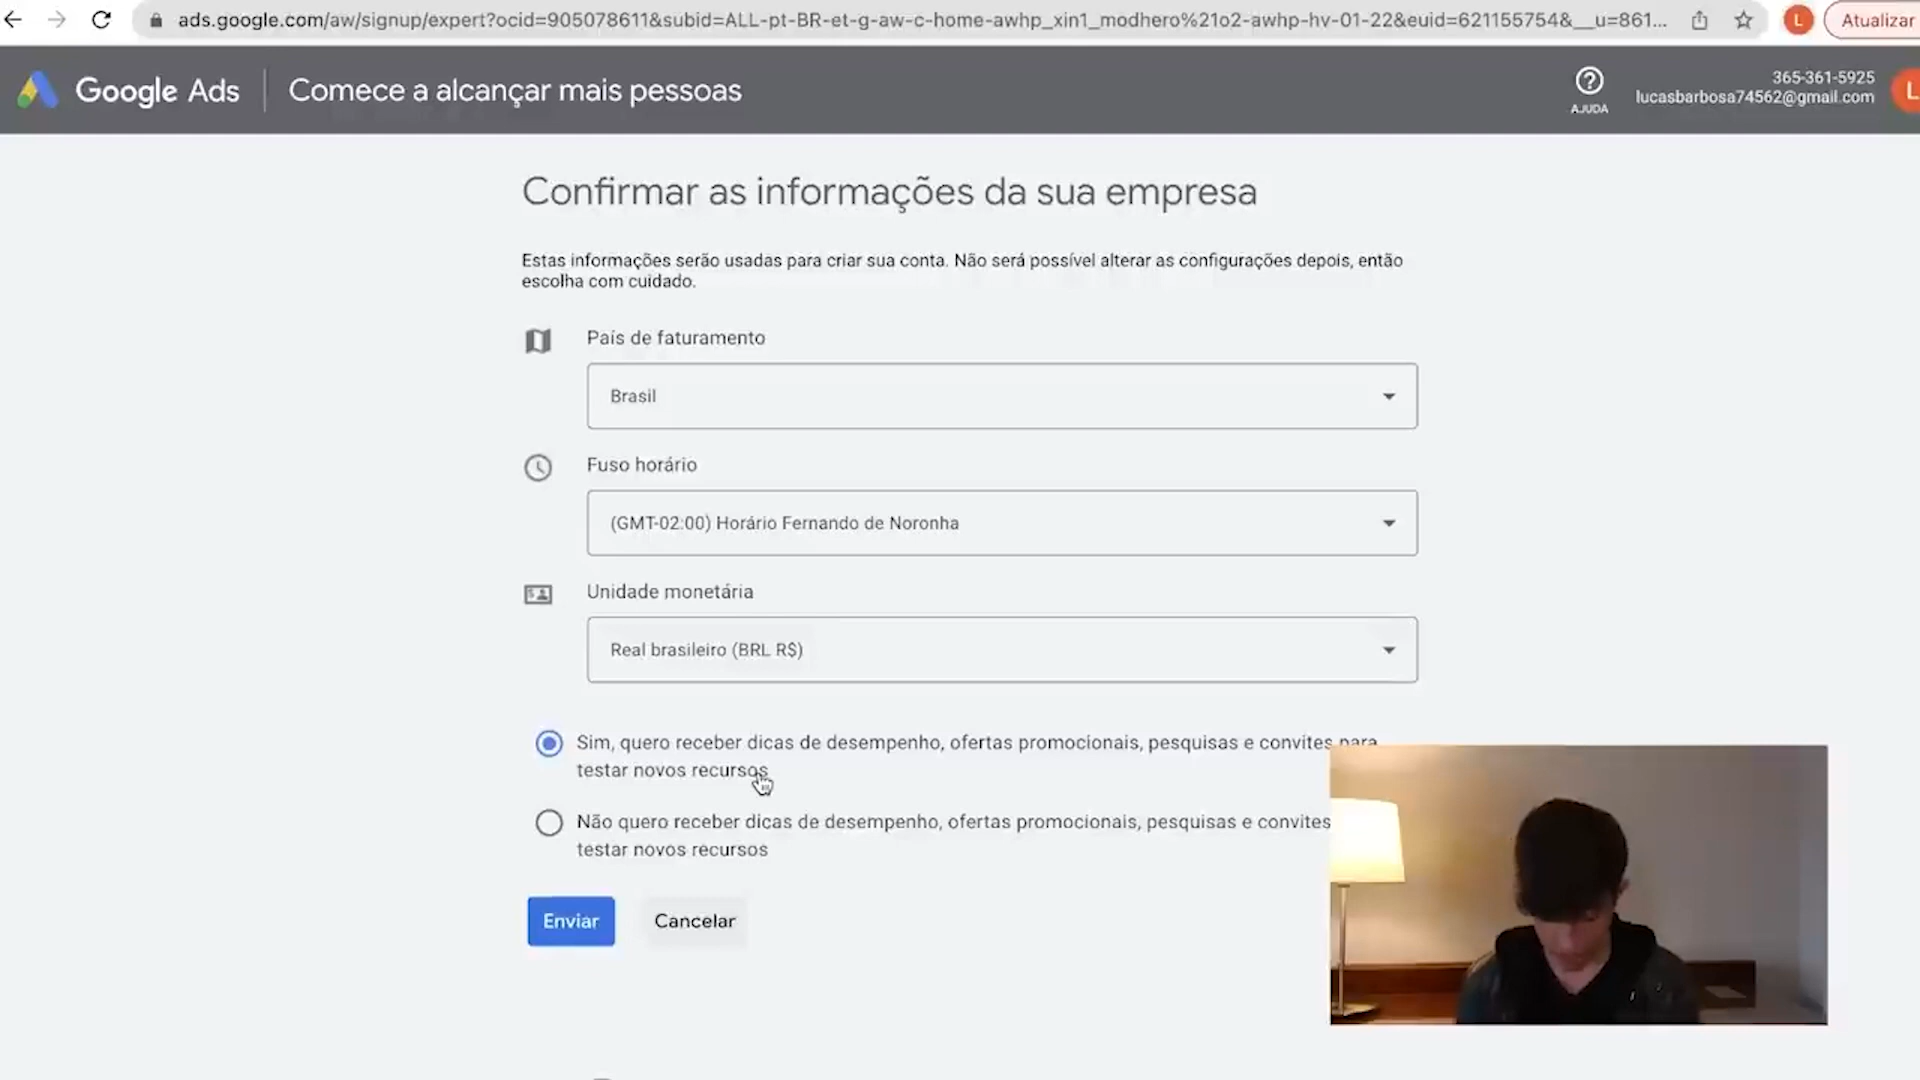 ads.google.com/aw/signup/expert?ocid=905078611&subid=ALL-pt-BR-et-g-aw-c-home-awhp_xin1_modhero%21o2-awhp-hv-01-22&euid=621155754&__u=861...
L
Atualizar
Google Ads
Comece a alcançar mais pessoas
AJUDA
365-361-5925
lucasbarbosa74562@gmail.com
L
Confirmar as informações da sua empresa
Estas informações serão usadas para criar sua conta. Não será possível alterar as configurações depois, então
escolha com cuidado.
País de faturamento
Brasil
Fuso horário
(GMT-02:00) Horário Fernando de Noronha
Unidade monetária
Real brasileiro (BRL R$)
Sim, quero receber dicas de desempenho, ofertas promocionais, pesquisas e convites para
testar novos recursos
Não quero receber dicas de desempenho, ofertas promocionais, pesquisas e convites
testar novos recursos
Enviar
Cancelar